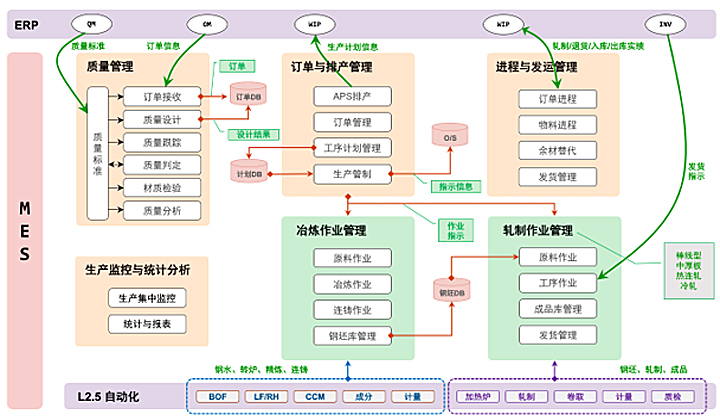 ERP
QM
OM
WIP
WIP
INV
质量标准
订单信息
生产计划信息
轧制/退货/入库/出库实绩
MES
质量管理
质量标准
订单接收
质量设计
质量跟踪
质量判定
材质检验
质量分析
订单
订单DB
设计结果
计划DB
订单与排产管理
APS排产
订单管理
工序计划管理
生产管制
O/S
指示信息
进程与发运管理
订单进程
物料进程
余材替代
发货管理
发货
指示
作业
指示
生产监控与统计分析
生产集中监控
统计与报表
冶炼作业管理
原料作业
冶炼作业
连铸作业
钢坯库管理
钢坯DB
轧制作业管理
原料作业
工序作业
成品库管理
发货管理
棒线型
中厚板
热连轧
冷轧
钢水、转炉、精炼、连铸
钢坯、轧制、成品
L2.5 自动化
BOF
LF/RH
CCM
成分
计量
加热炉
轧制
卷取
计量
质检